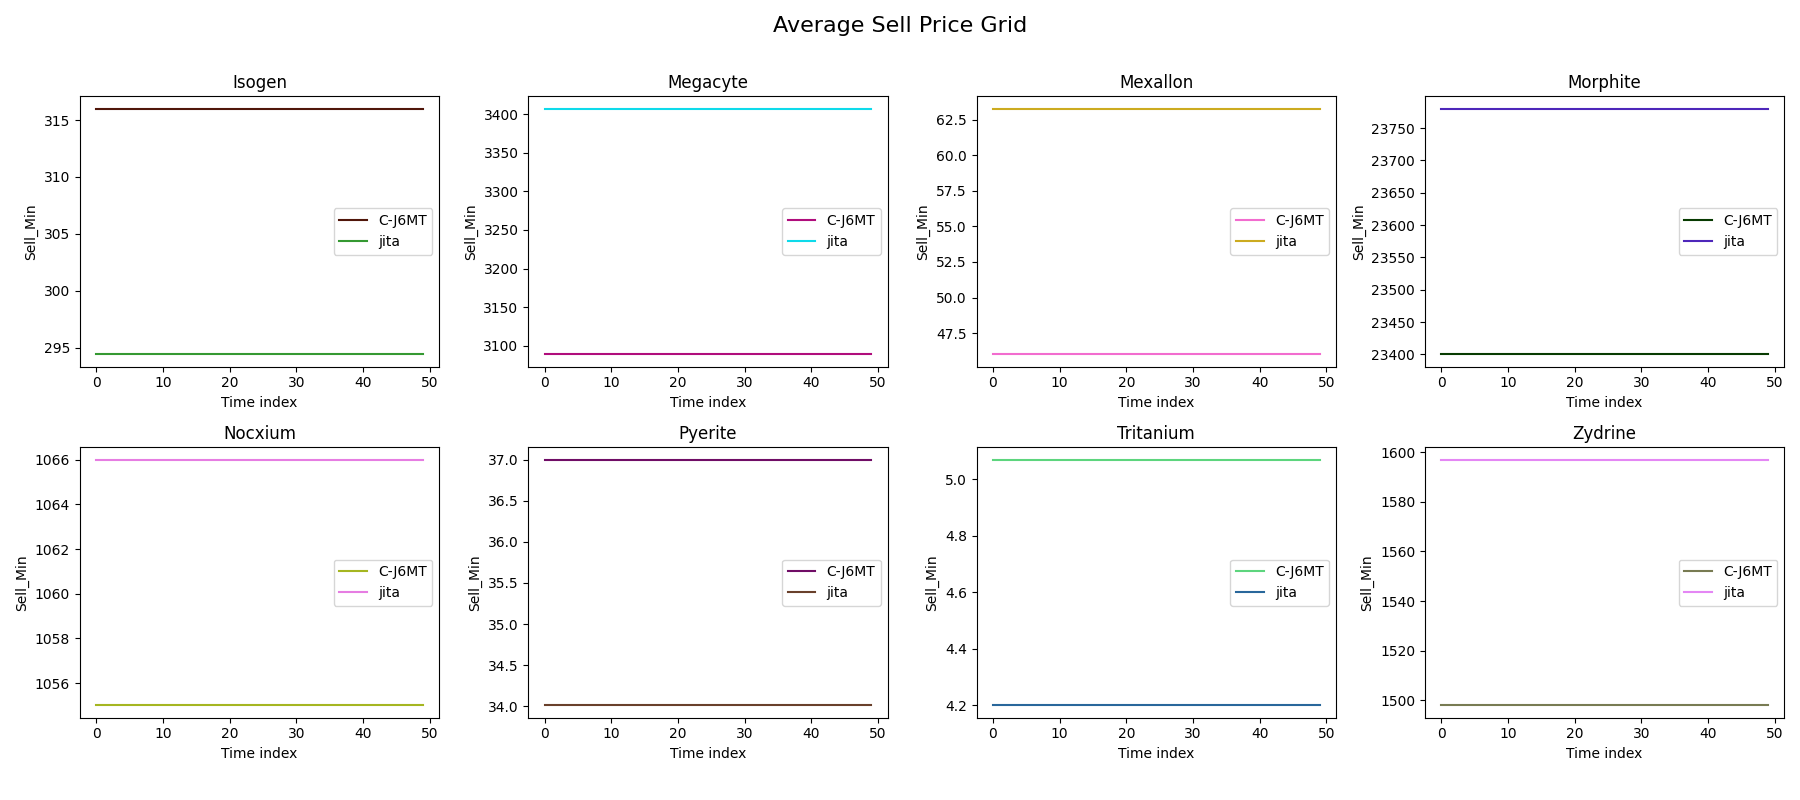 Average Sell Price Grid
Isogen
Sell_Min
315
310
305
300
295
C-J6MT
jita
0 10 20 30 40 50
Time index
Megacyte
Sell_Min
3400
3350
3300
3250
3200
3150
3100
C-J6MT
jita
0 10 20 30 40 50
Time index
Mexallon
Sell_Min
62.5
60.0
57.5
55.0
52.5
50.0
47.5
C-J6MT
jita
0 10 20 30 40 50
Time index
Morphite
Sell_Min
23750
23700
23650
23600
23550
23500
23450
23400
C-J6MT
jita
0 10 20 30 40 50
Time index
Nocxium
Sell_Min
1066
1064
1062
1060
1058
1056
C-J6MT
jita
0 10 20 30 40 50
Time index
Pyerite
Sell_Min
37.0
36.5
36.0
35.5
35.0
34.5
34.0
C-J6MT
jita
0 10 20 30 40 50
Time index
Tritanium
Sell_Min
5.0
4.8
4.6
4.4
4.2
C-J6MT
jita
0 10 20 30 40 50
Time index
Zydrine
Sell_Min
1600
1580
1560
1540
1520
1500
C-J6MT
jita
0 10 20 30 40 50
Time index